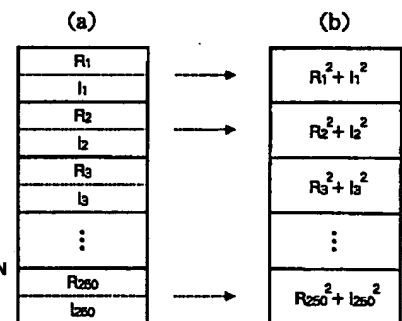 (a)
R₁
I₁
R₂
I₂
R₃
I₃
⋮
N
R₂₅₀
I₂₅₀
(b)
R₁² + I₁²
R₂² + I₂²
R₃² + I₃²
⋮
R₂₅₀² + I₂₅₀²